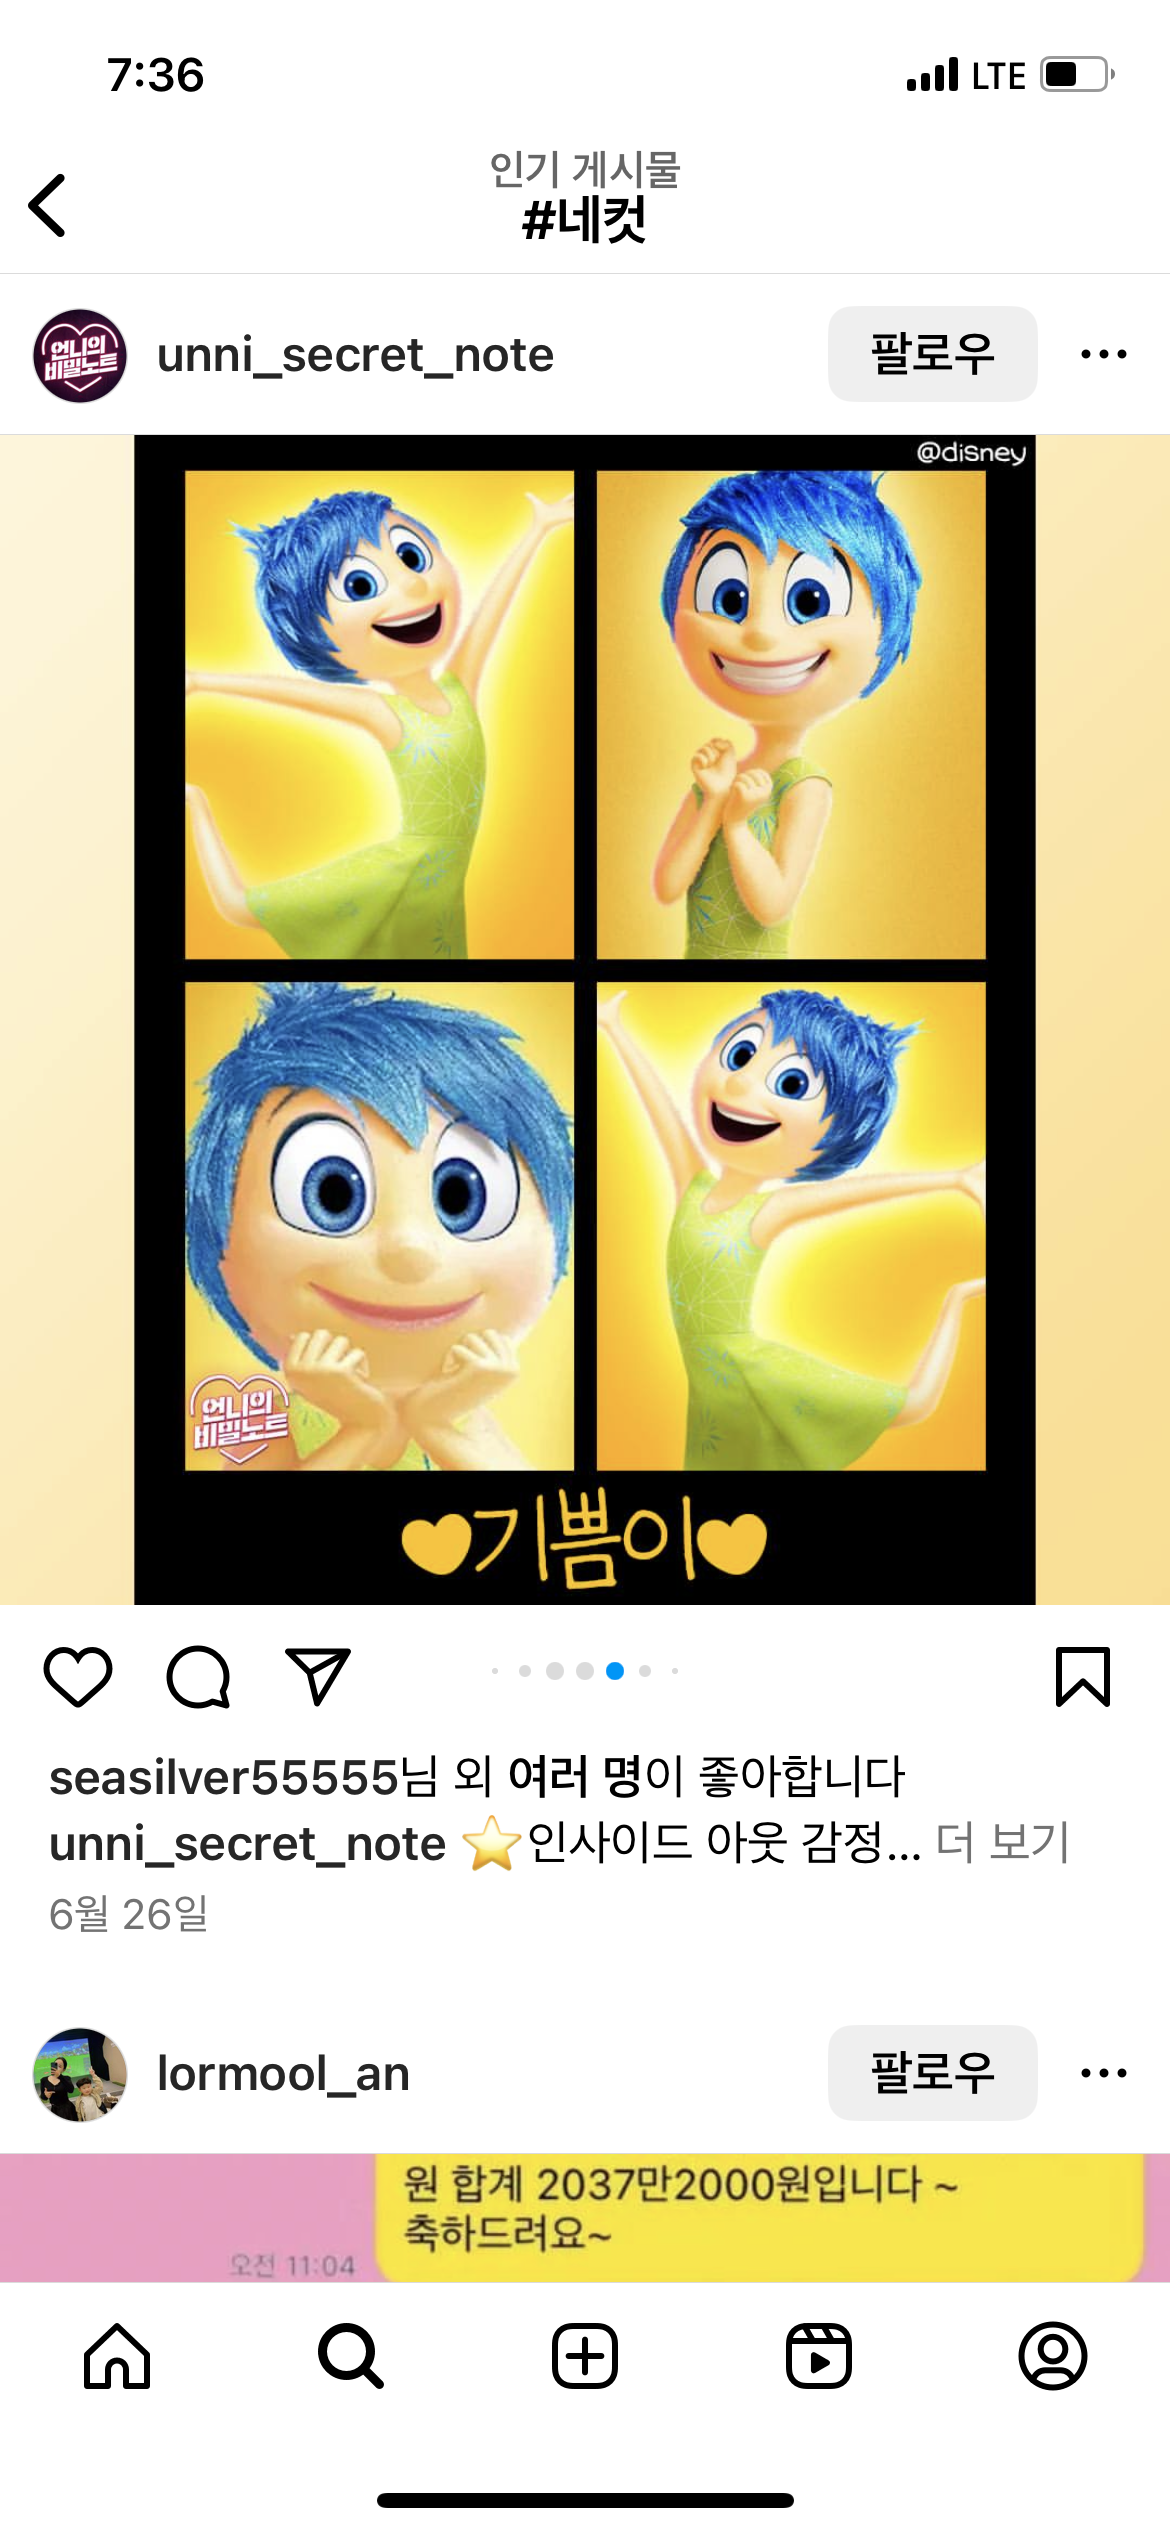 7:36
LTE
인기 게시물
#네컷
언니의
비밀노트
unni_secret_note
팔로우
@disney
언니의
비밀노트
기쁨이
seasilver55555님 외 여러 명이 좋아합니다
unni_secret_note ⭐인사이드 아웃 감정... 더 보기
6월 26일
lormool_an
팔로우
원 합계 2037만2000원입니다 ~
축하드려요~
오전 11:04